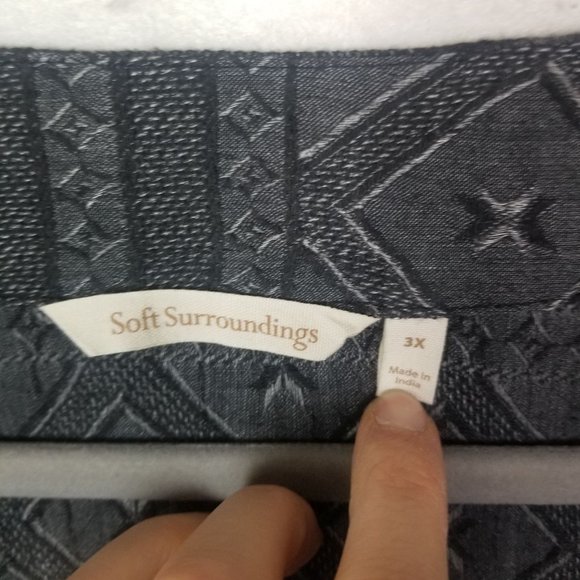 Soft Surroundings
3X
Made in
India